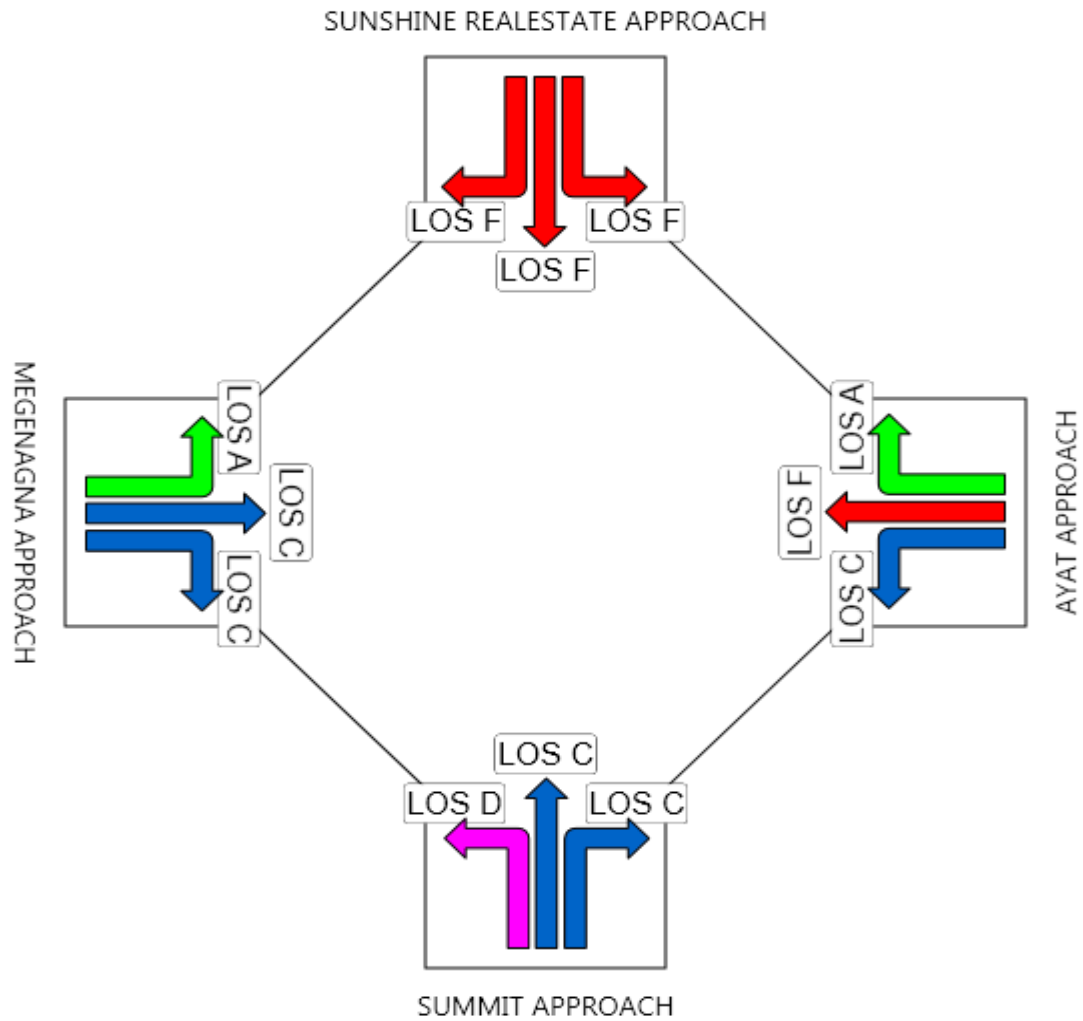 SUNSHINE REALESTATE APPROACH
LOS F
LOS F
LOS F
MEGENAGNA APPROACH
LOS A
LOS C
LOS C
LOS A
LOS F
LOS C
AYAT APPROACH
LOS C
LOS D
LOS C
SUMMIT APPROACH